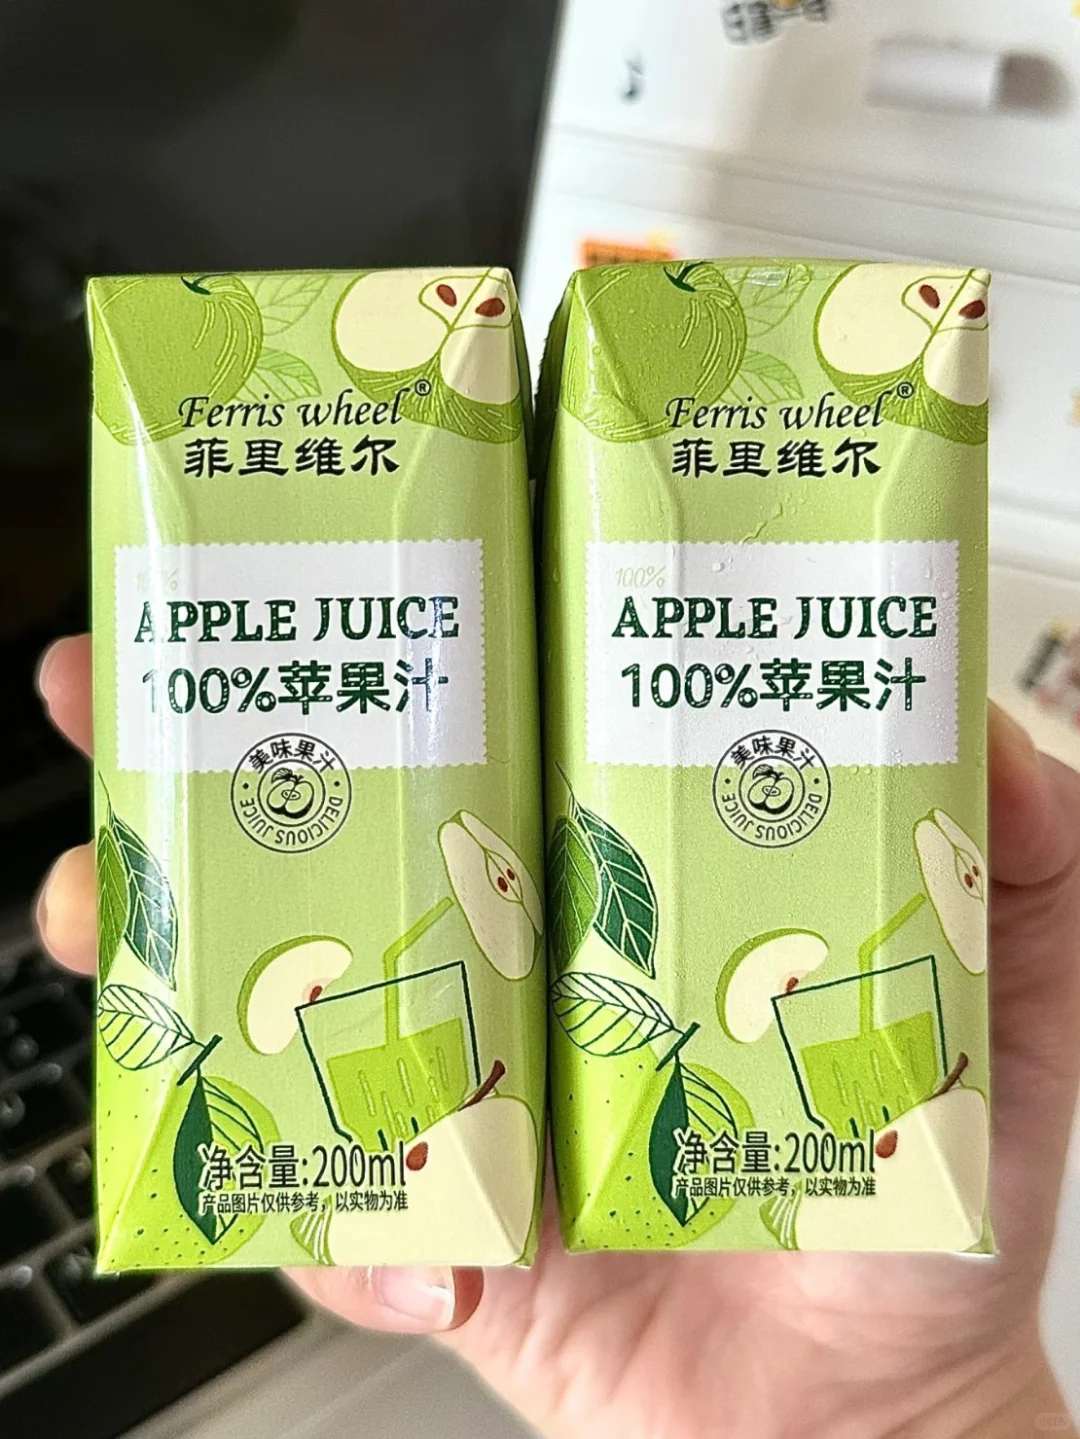 Ferris wheel®
菲里维尔
100%
APPLE JUICE
100%苹果汁
美味果汁
DELICIOUS JUICE
净含量:200ml
产品图片仅供参考，以实物为准
Ferris wheel®
菲里维尔
100%
APPLE JUICE
100%苹果汁
美味果汁
DELICIOUS JUICE
净含量:200ml
产品图片仅供参考，以实物为准